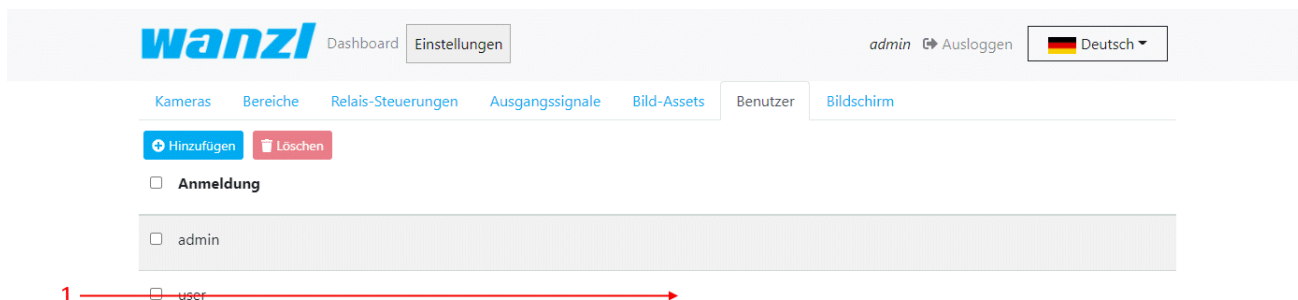 wanzl Dashboard Einstellungen admin Ausloggen Deutsch
Kameras Bereiche Relais-Steuerungen Ausgangssignale Bild-Assets Benutzer Bildschirm
Hinzufügen Löschen
Anmeldung
admin
1 user